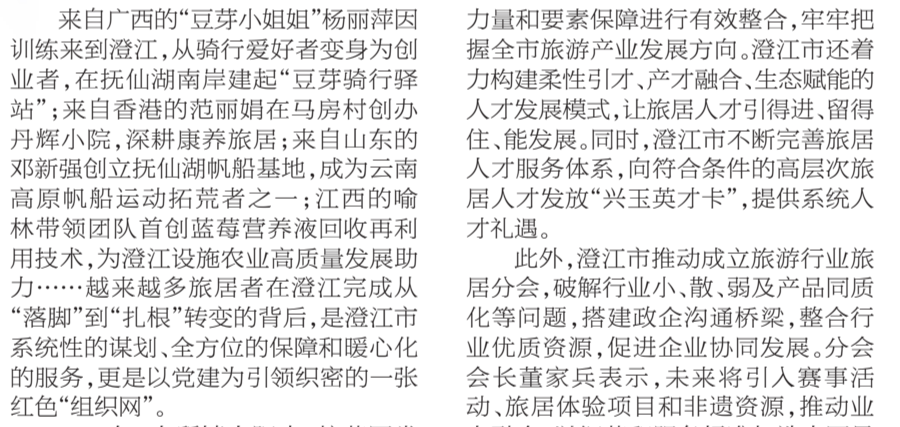 来自广西的“豆芽小姐姐”杨丽萍因
训练来到澄江，从骑行爱好者变身为创
业者，在抚仙湖南岸建起“豆芽骑行驿
站”；来自香港的范丽娟在马房村创办
丹辉小院，深耕康养旅居；来自山东的
邓新强创立抚仙湖帆船基地，成为云南
高原帆船运动拓荒者之一；江西的喻
林带领团队首创蓝莓营养液回收再利
用技术，为澄江设施农业高质量发展助
力……越来越多旅居者在澄江完成从
“落脚”到“扎根”转变的背后，是澄江市
系统性的谋划、全方位的保障和暖心化
的服务，更是以党建为引领织密的一张
红色“组织网”。
力量和要素保障进行有效整合，牢牢把
握全市旅游产业发展方向。澄江市还着
力构建柔性引才、产才融合、生态赋能的
人才发展模式，让旅居人才引得进、留得
住、能发展。同时，澄江市不断完善旅居
人才服务体系，向符合条件的高层次旅
居人才发放“兴玉英才卡”，提供系统人
才礼遇。
此外，澄江市推动成立旅游行业旅
居分会，破解行业小、散、弱及产品同质
化等问题，搭建政企沟通桥梁，整合行
业优质资源，促进企业协同发展。分会
会长董家兵表示，未来将引入赛事活
动、旅居体验项目和非遗资源，推动业